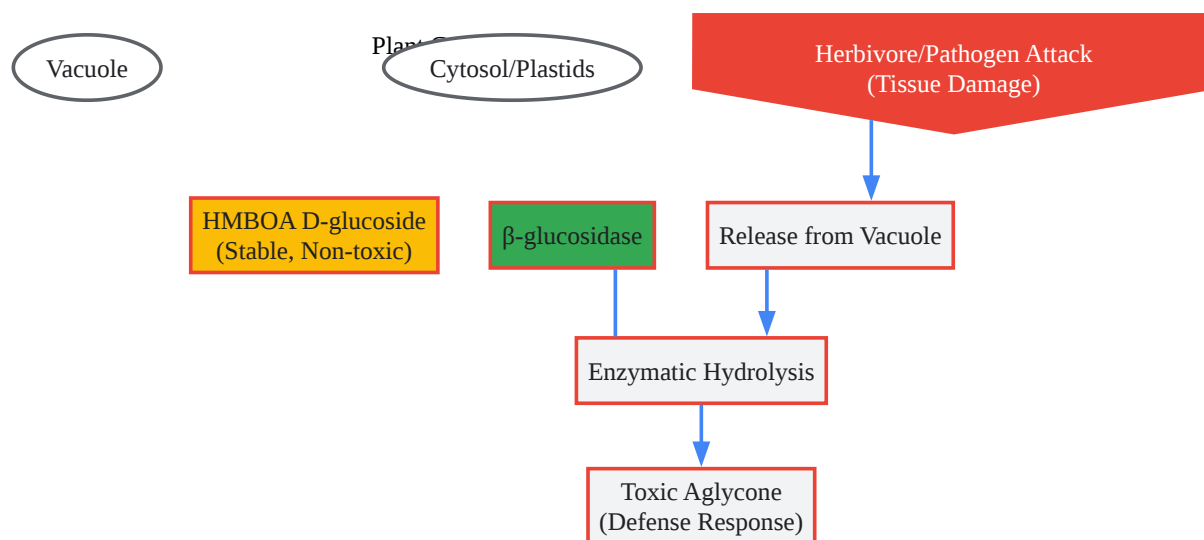 Vacuole
Plant
Cytosol/Plastids
Herbivore/Pathogen Attack
(Tissue Damage)
HMBOA D-glucoside
(Stable, Non-toxic)
β-glucosidase
Release from Vacuole
Enzymatic Hydrolysis
Toxic Aglycone
(Defense Response)